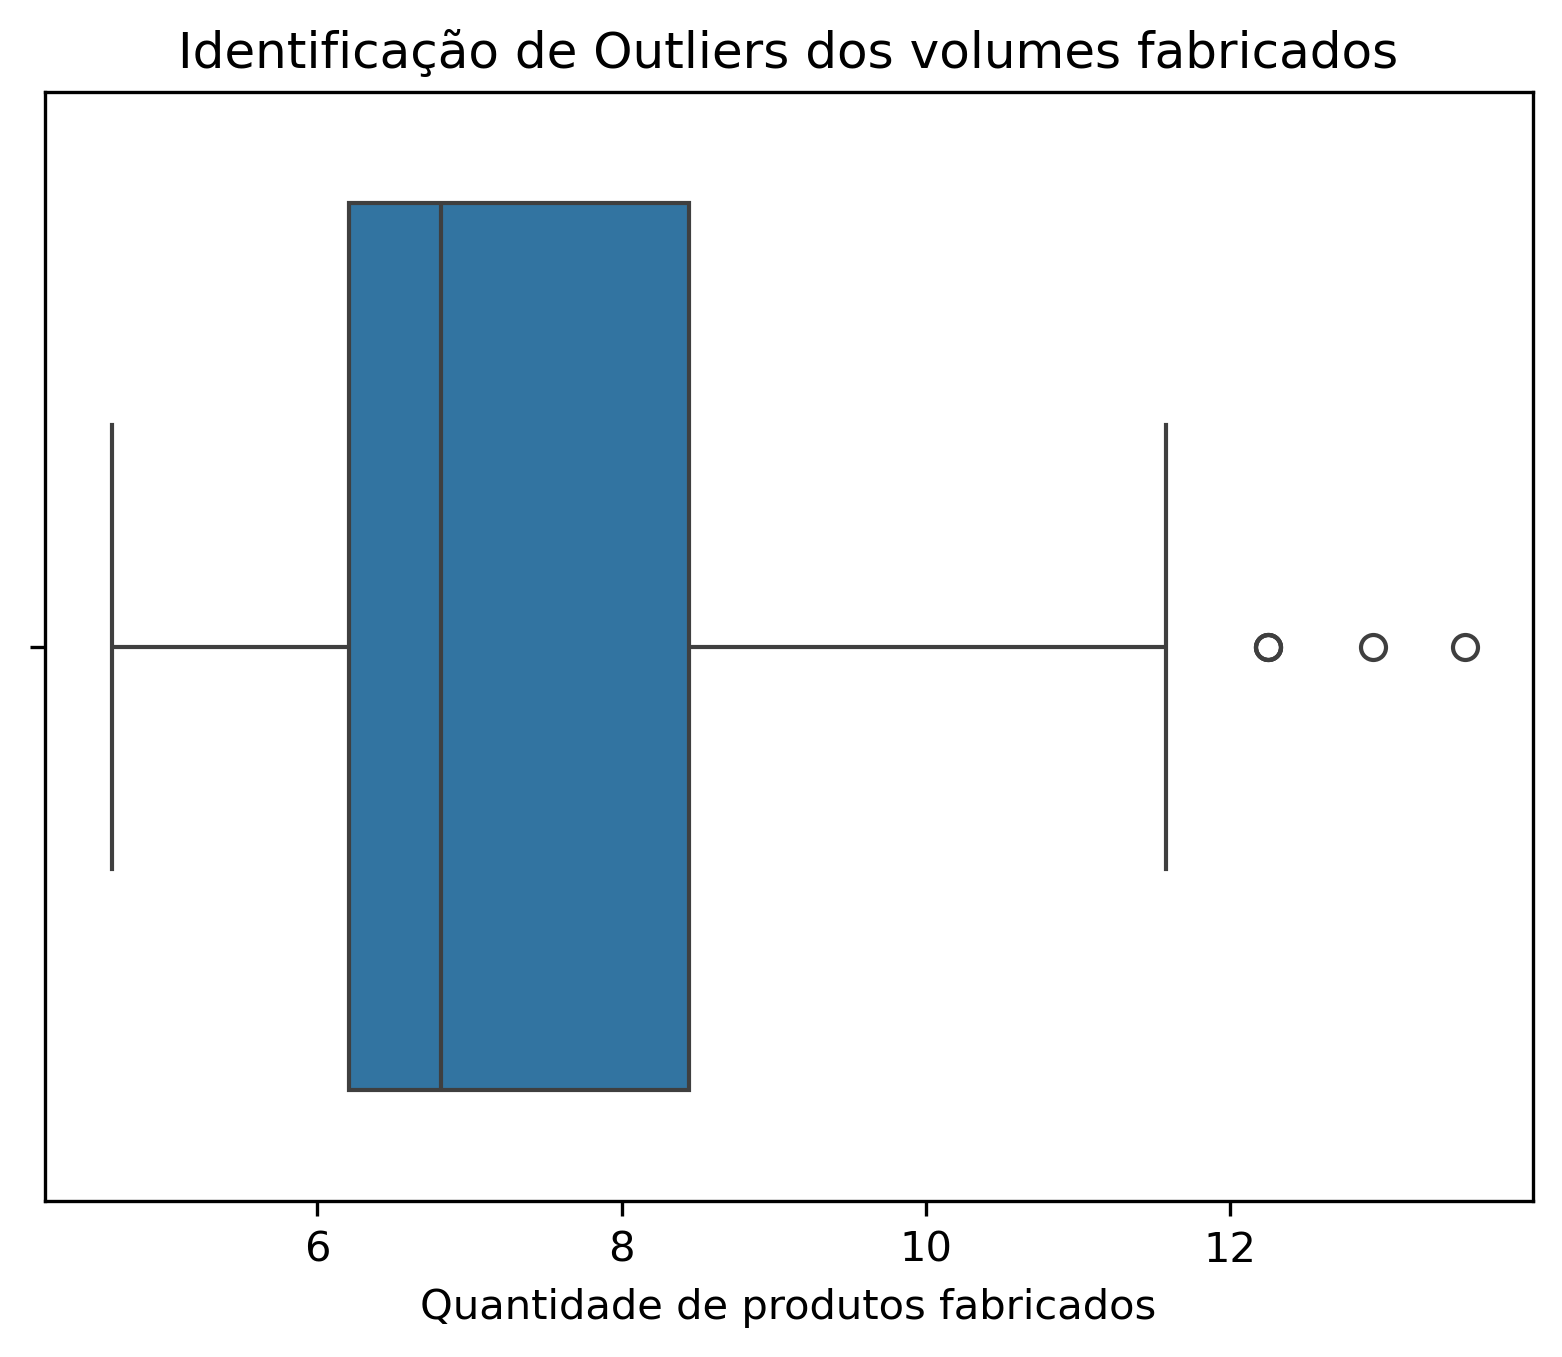 Identificação de Outliers dos volumes fabricados
6 8 10 12
Quantidade de produtos fabricados